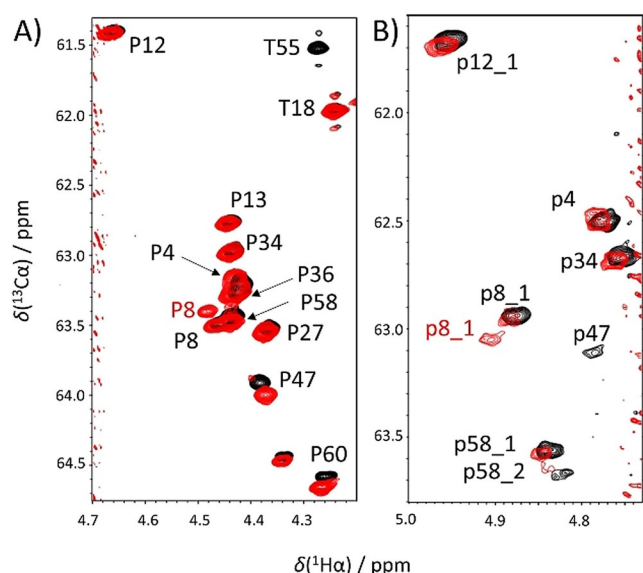 A)
61.5
62.0
62.5
63.0
63.5
64.0
64.5
δ(¹³Cα) / ppm
P12
T55
T18
P13
P34
P4
P36
P8
P58
P8
P27
P47
P60
4.7
4.6
4.5
4.4
4.3
B)
62.0
62.5
63.0
63.5
δ(¹³Cα) / ppm
p12_1
p4
p34
p8_1
p8_1
p47
p58_1
p58_2
5.0
4.9
4.8
δ(¹Hα) / ppm